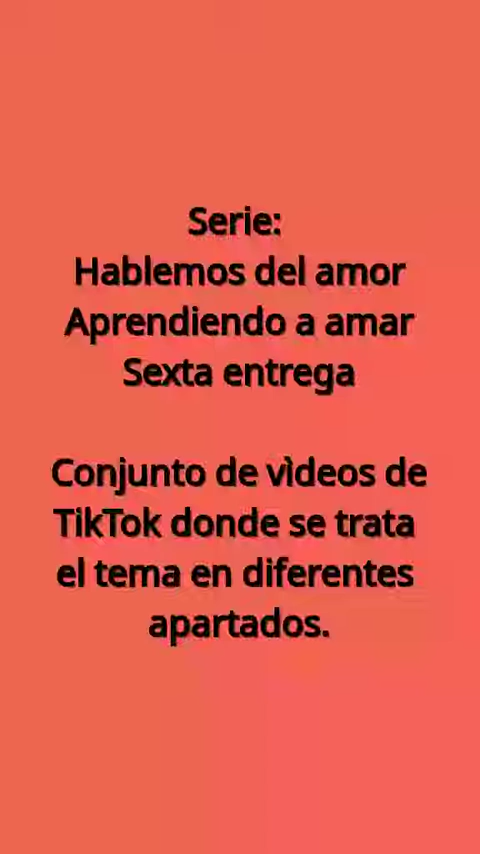 Serie:
Hablemos del amor
Aprendiendo a amar
Sexta entrega
Conjunto de vìdeos de
TikTok donde se trata
el tema en diferentes
apartados.